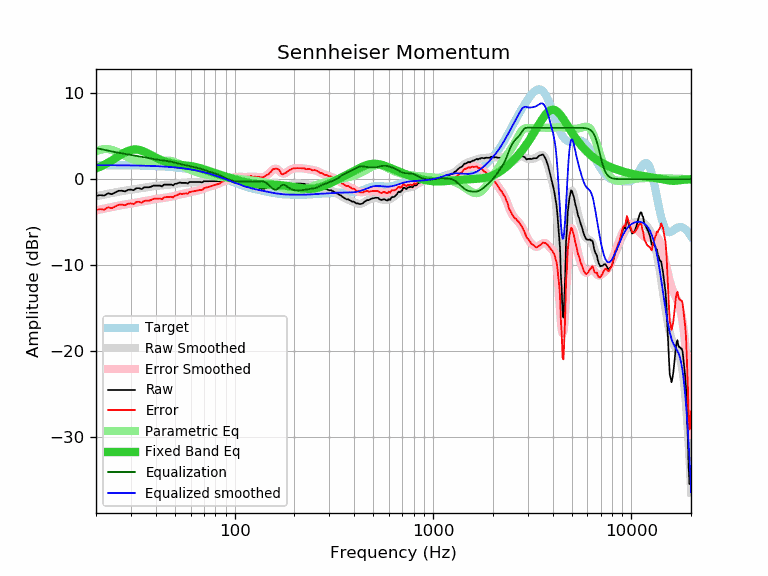 Sennheiser Momentum
10
0
−10
−20
−30
Amplitude (dBr)
Target
Raw Smoothed
Error Smoothed
Raw
Error
Parametric Eq
Fixed Band Eq
Equalization
Equalized smoothed
100
1000
10000
Frequency (Hz)